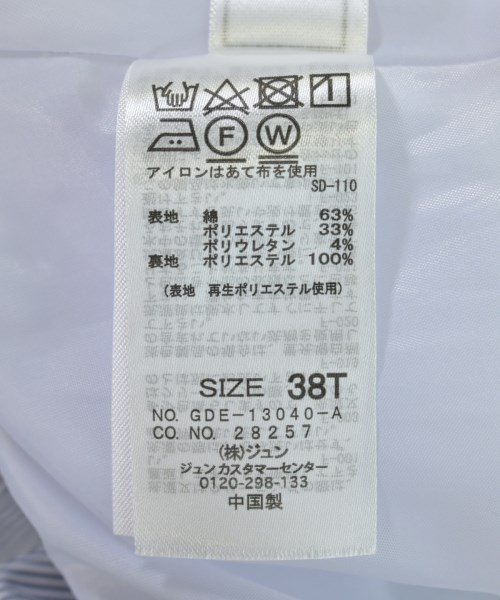 F W
アイロンはあて布を使用
SD-110
表地 綿 63%
ポリエステル 33%
ポリウレタン 4%
裏地 ポリエステル 100%
(表地 再生ポリエステル使用)
SIZE 38T
NO. GDE-13040-A
CO. NO. 28257
(株)ジュン
ジュンカスタマーセンター
0120-298-133
中国製